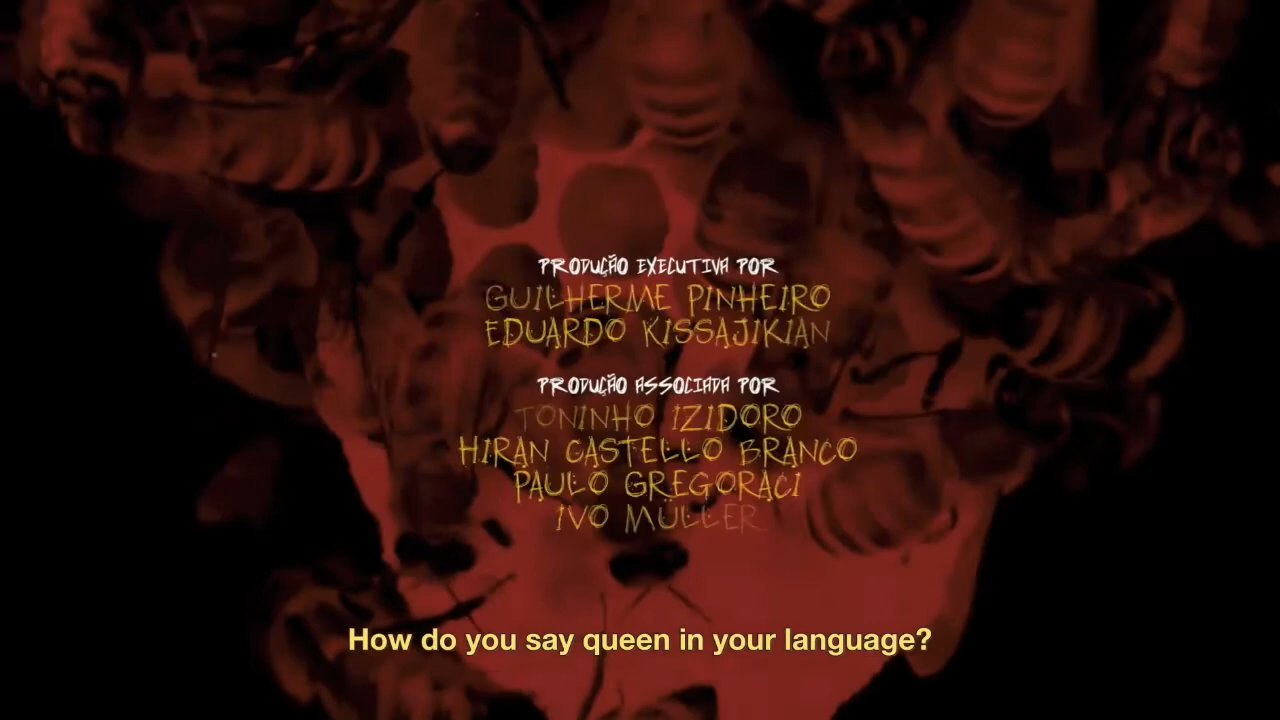 PRODUÇÃO EXECUTIVA POR
GUILHERME PINHEIRO
EDUARDO KISSAJIKIAN
PRODUÇÃO ASSOCIADA POR
TONINHO IZIDORO
HIRAN CASTELLO BRANCO
PAULO GREGORACI
IVO MÜLLER
How do you say queen in your language?